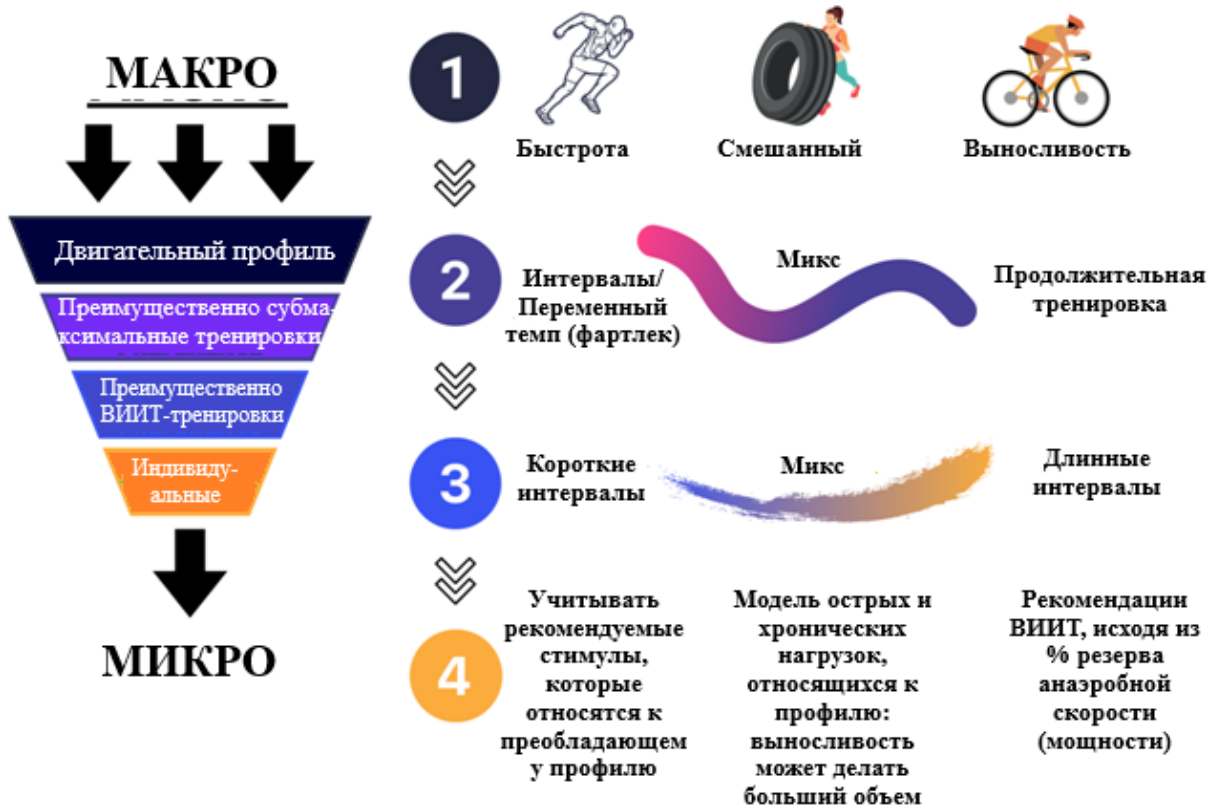 МАКРО
Двигательный профиль
Преимущественно субма-
ксимальные тренировки
Преимущественно
ВИИТ-тренировки
Индивиду-
альные
МИКРО
1
Быстрота
Смешанный
Выносливость
2
Интервалы/
Переменный
темп (фартлек)
Микс
Продолжительная
тренировка
3
Короткие
интервалы
Микс
Длинные
интервалы
4
Учитывать
рекомендуемые
стимулы,
которые
относятся к
преобладающем
у профилю
Модель острых и
хронических
нагрузок,
относящихся к
профилю:
выносливость
может делать
больший объем
Рекомендации
ВИИТ, исходя из
% резерва
анаэробной
скорости
(мощности)